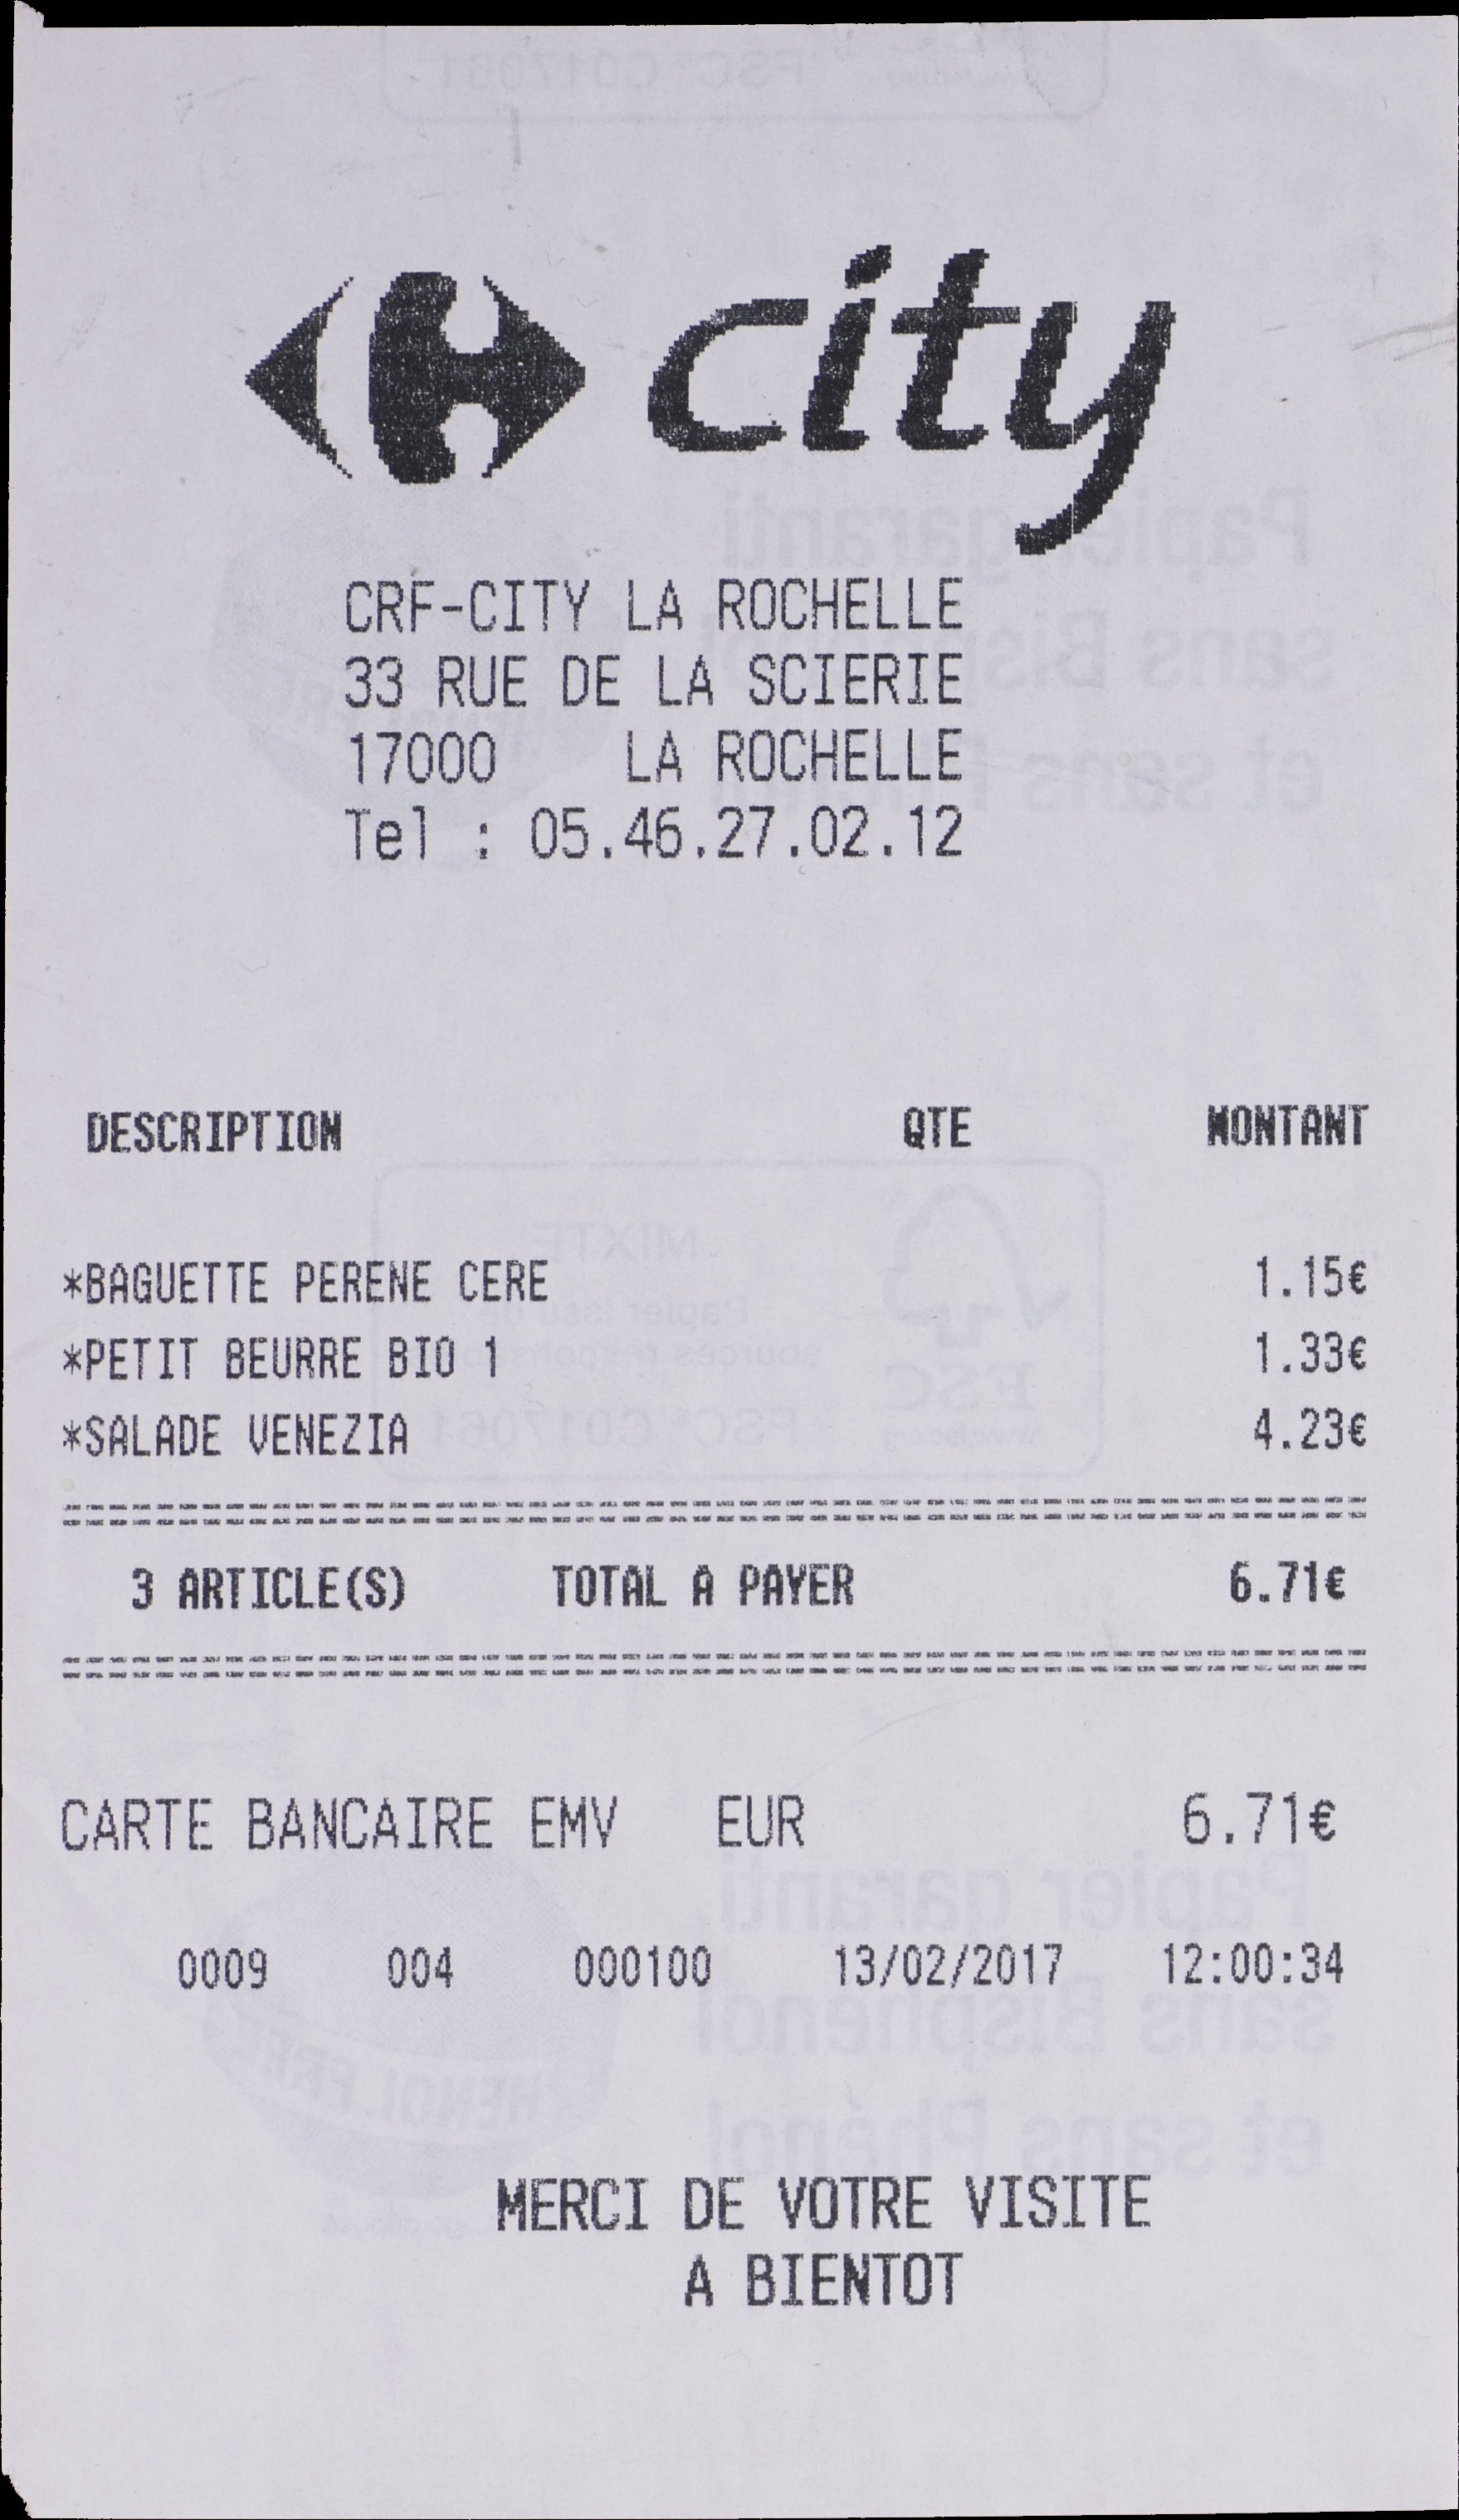 city
CRF-CITY LA ROCHELLE
33 RUE DE LA SCIERIE
17000 LA ROCHELLE
Tel : 05.46.27.02.12
DESCRIPTION QTE MONTANT
*BAGUETTE PERENE CERE 1.15€
*PETIT BEURRE BIO 1 1.33€
*SALADE VENEZIA 4.23€
3 ARTICLE(S) TOTAL A PAYER 6.71€
CARTE BANCAIRE EMV EUR 6.71€
0009 004 000100 13/02/2017 12:00:34
MERCI DE VOTRE VISITE
A BIENTOT